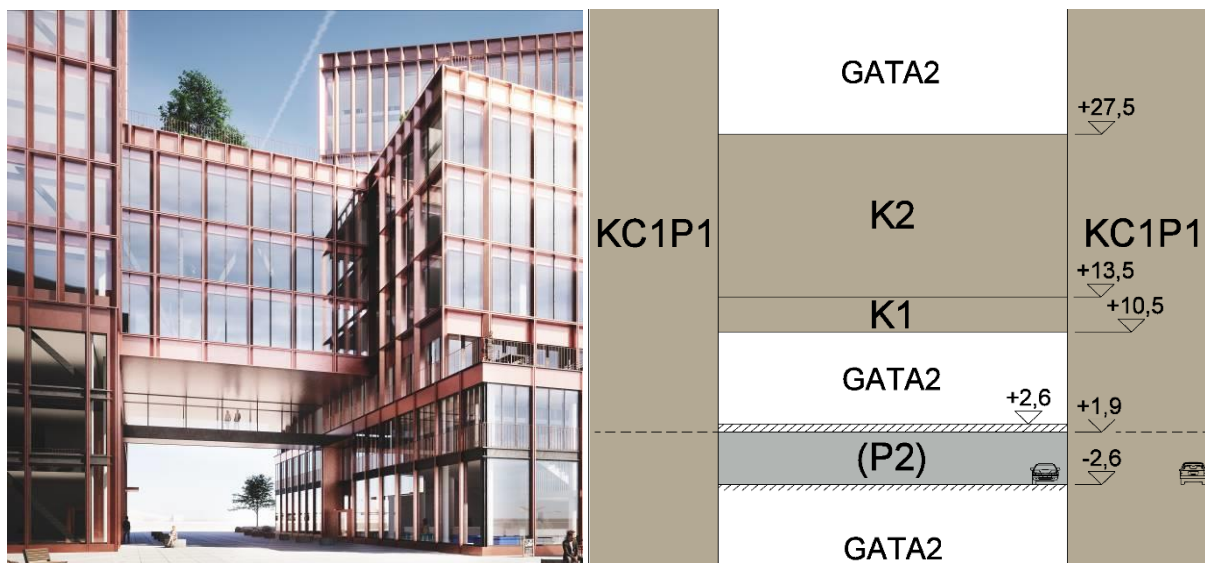 GATA2
+27,5
K2
KC1P1
KC1P1
+13,5
K1
+10,5
GATA2
+2,6
+1,9
(P2)
-2,6
GATA2